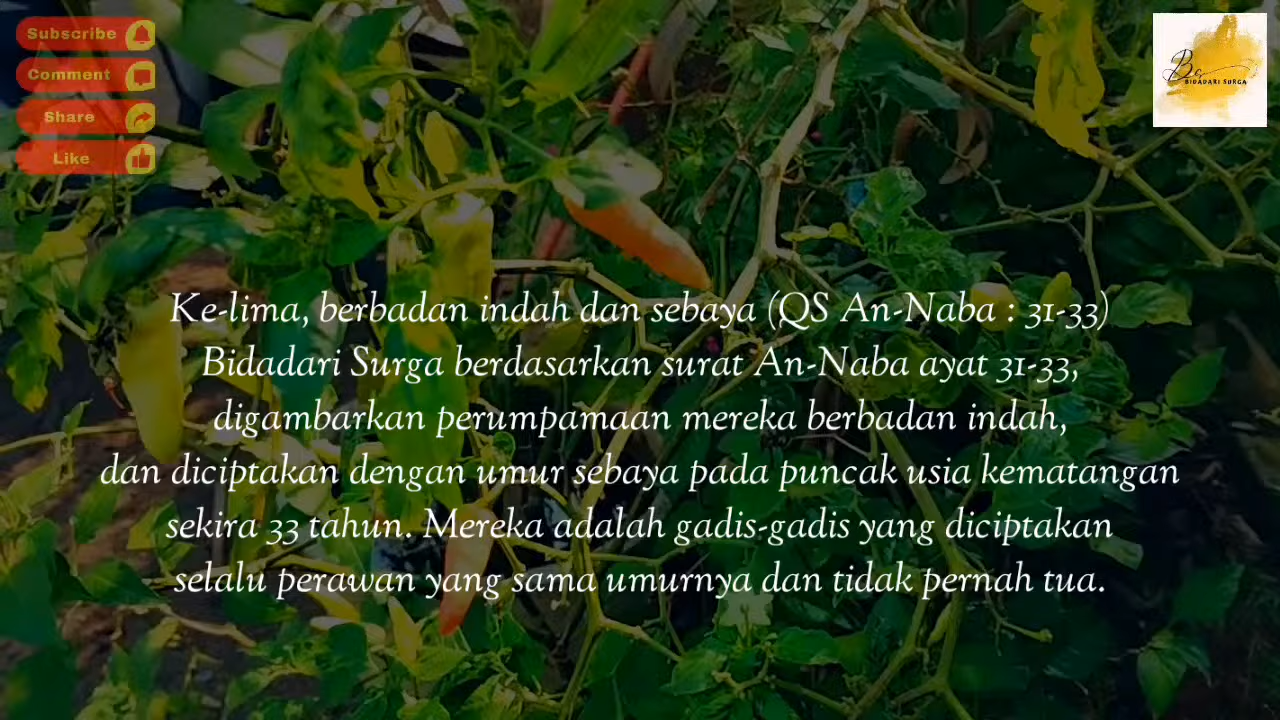 Subscribe
Comment
Share
Like
Bs
BIDADARI SURGA
Ke-lima, berbadan indah dan sebaya (QS An-Naba : 31-33)
Bidadari Surga berdasarkan surat An-Naba ayat 31-33,
digambarkan perumpamaan mereka berbadan indah,
dan diciptakan dengan umur sebaya pada puncak usia kematangan
sekira 33 tahun. Mereka adalah gadis-gadis yang diciptakan
selalu perawan yang sama umurnya dan tidak pernah tua.